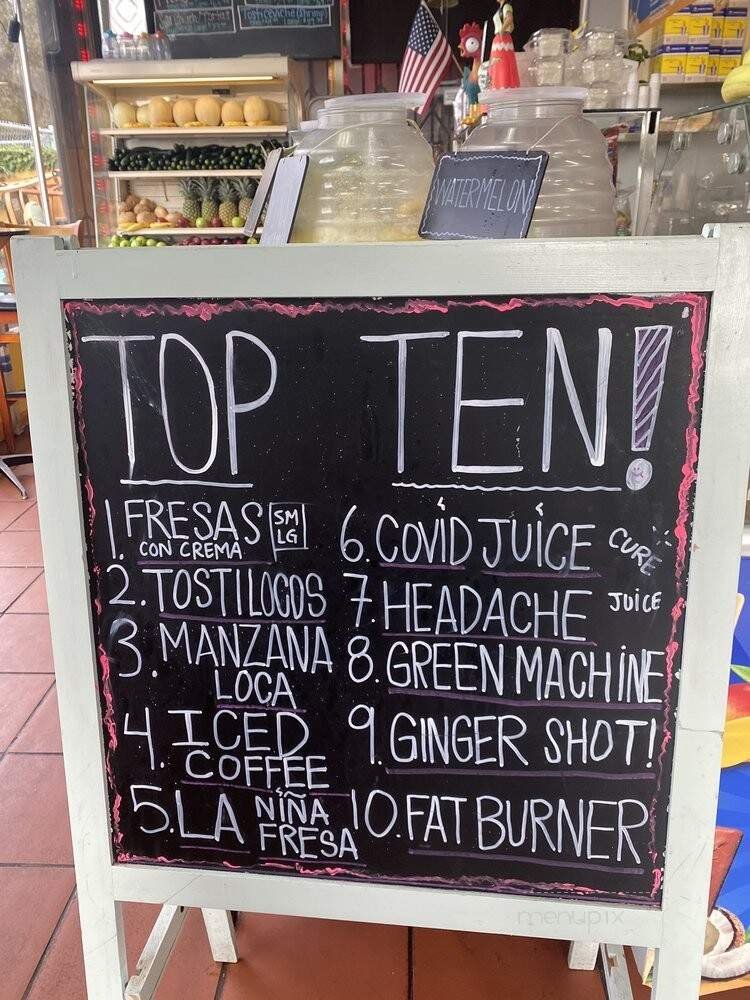 WATERMELON
TOP TEN!
1. FRESAS SM
CON CREMA LG
2. TOSTILOCOS
3. MANZANA
LOCA
4. ICED
COFFEE
5. LA NIÑA
FRESA
6. COVID JUICE CURE
7. HEADACHE JUICE
8. GREEN MACHINE
9. GINGER SHOT!
10. FAT BURNER
menupix